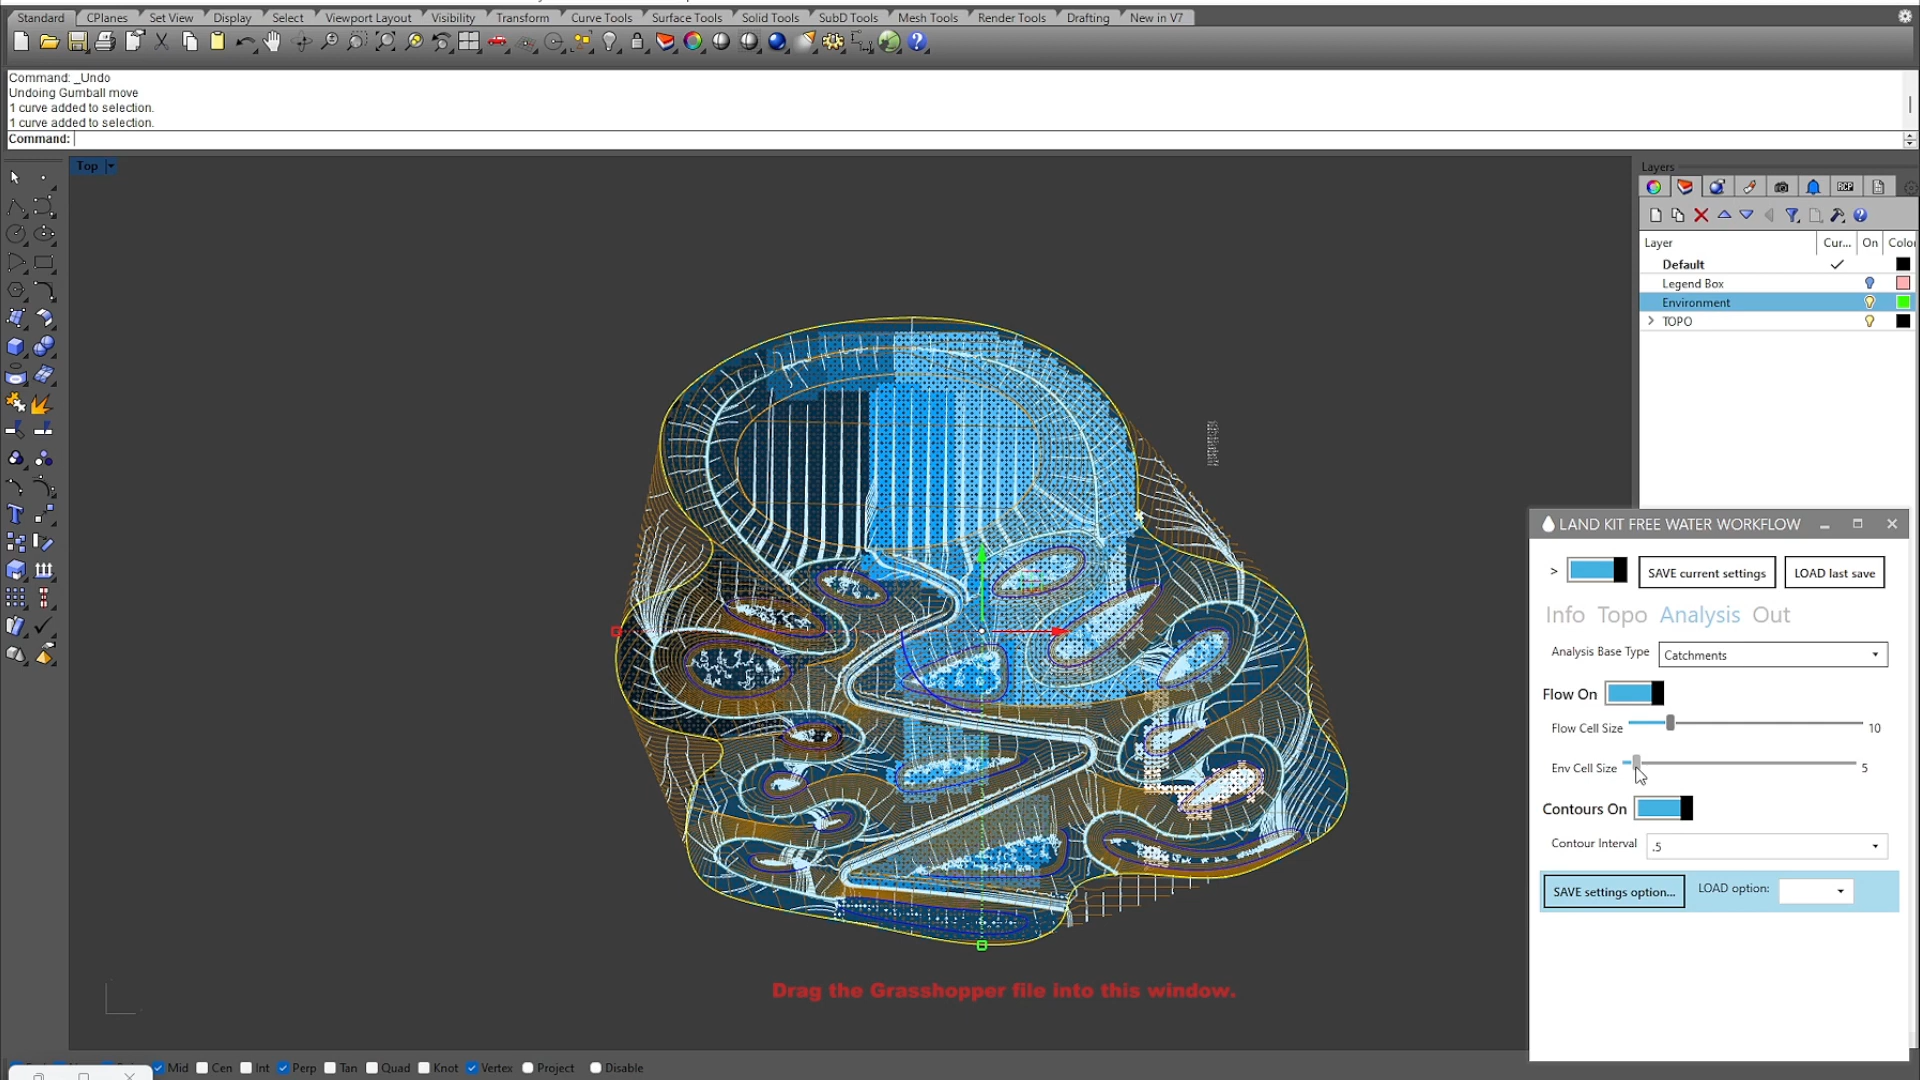 Standard CPlanes Set View Display Select Viewport Layout Visibility Transform Curve Tools Surface Tools Solid Tools SubD Tools Mesh Tools Render Tools Drafting New in V7
Command: _Undo
Undoing Gumball move
1 curve added to selection.
1 curve added to selection.
Command:
Top
Layers
Layer Cur... On Color
Default
Legend Box
Environment
TOPO
LAND KIT FREE WATER WORKFLOW
> SAVE current settings LOAD last save
Info Topo Analysis Out
Analysis Base Type Catchments
Flow On
Flow Cell Size 10
Env Cell Size 5
Contours On
Contour Interval .5
SAVE settings option... LOAD option:
Drag the Grasshopper file into this window.
Mid Cen Int Perp Tan Quad Knot Vertex Project Disable